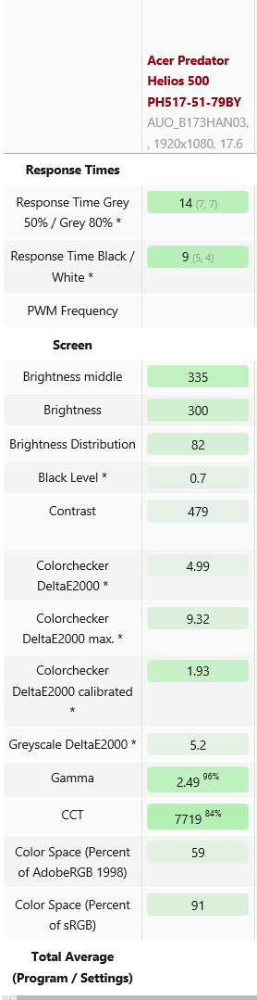 Acer Predator
Helios 500
PH517-51-79BY
AUO_B173HAN03,
, 1920x1080, 17.6
Response Times
Response Time Grey
50% / Grey 80% *
14 (7, 7)
Response Time Black /
White *
9 (5, 4)
PWM Frequency
Screen
Brightness middle
335
Brightness
300
Brightness Distribution
82
Black Level *
0.7
Contrast
479
Colorchecker
DeltaE2000 *
4.99
Colorchecker
DeltaE2000 max. *
9.32
Colorchecker
DeltaE2000 calibrated
*
1.93
Greyscale DeltaE2000 *
5.2
Gamma
2.49 96%
CCT
7719 84%
Color Space (Percent
of AdobeRGB 1998)
59
Color Space (Percent
of sRGB)
91
Total Average
(Program / Settings)